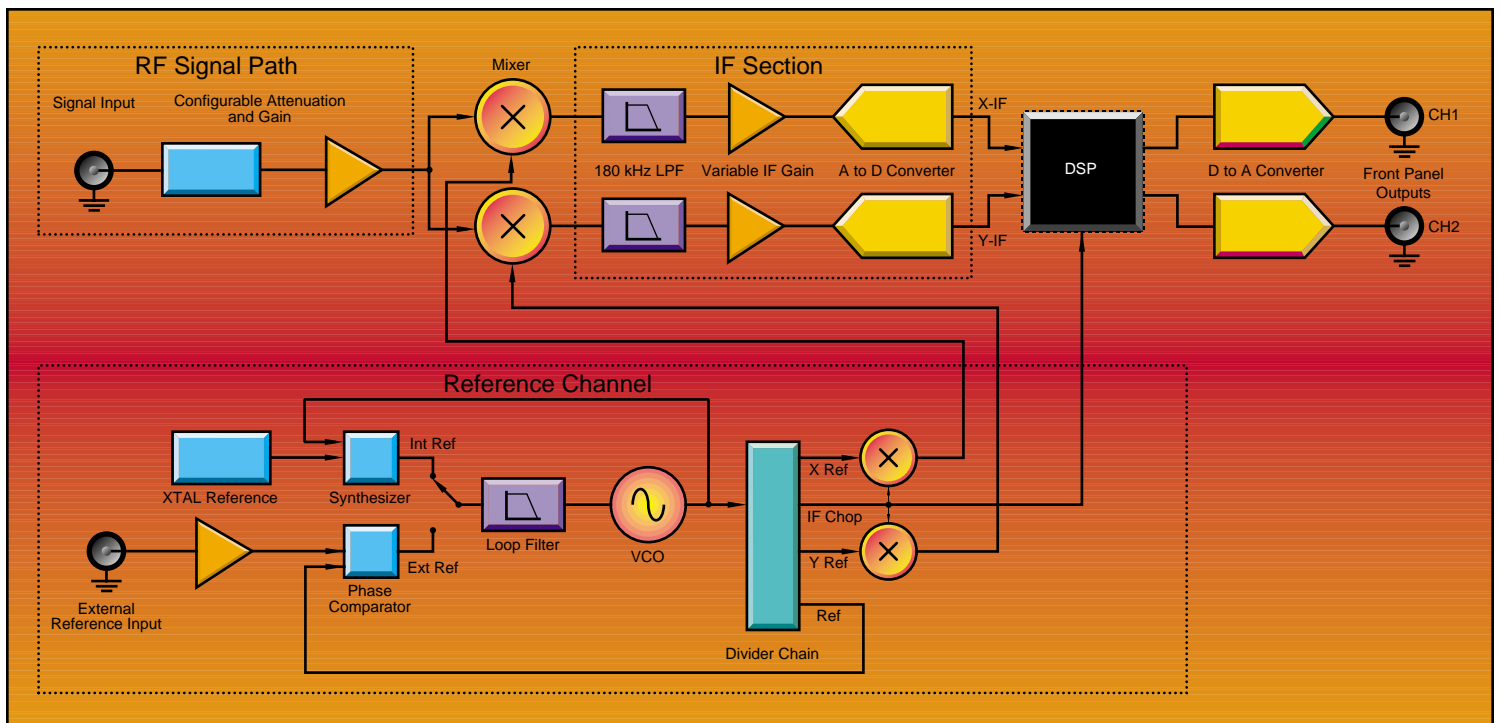 RF Signal Path
Mixer
IF Section
Signal Input
Configurable Attenuation
and Gain
X-IF
CH1
180 kHz LPF
Variable IF Gain
A to D Converter
DSP
D to A Converter
Front Panel
Outputs
Y-IF
CH2
Reference Channel
Int Ref
XTAL Reference
Synthesizer
X Ref
IF Chop
Loop Filter
VCO
Y Ref
Ext Ref
Phase
Comparator
External
Reference Input
Ref
Divider Chain